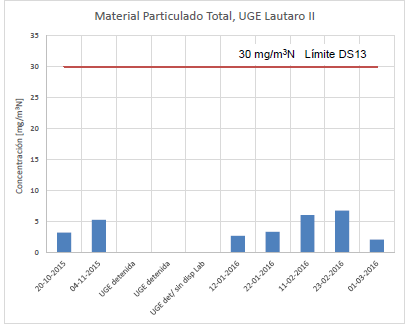 Material Particulado Total, UGE Lautaro II
30 mg/m³N Límite DS13
Concentración [mg/m³N]
35
30
25
20
15
10
5
0
20-10-2015
04-11-2015
UGE detenida
UGE detenida
UGE det/ sin disp Lab
12-01-2016
22-01-2016
11-02-2016
23-02-2016
01-03-2016